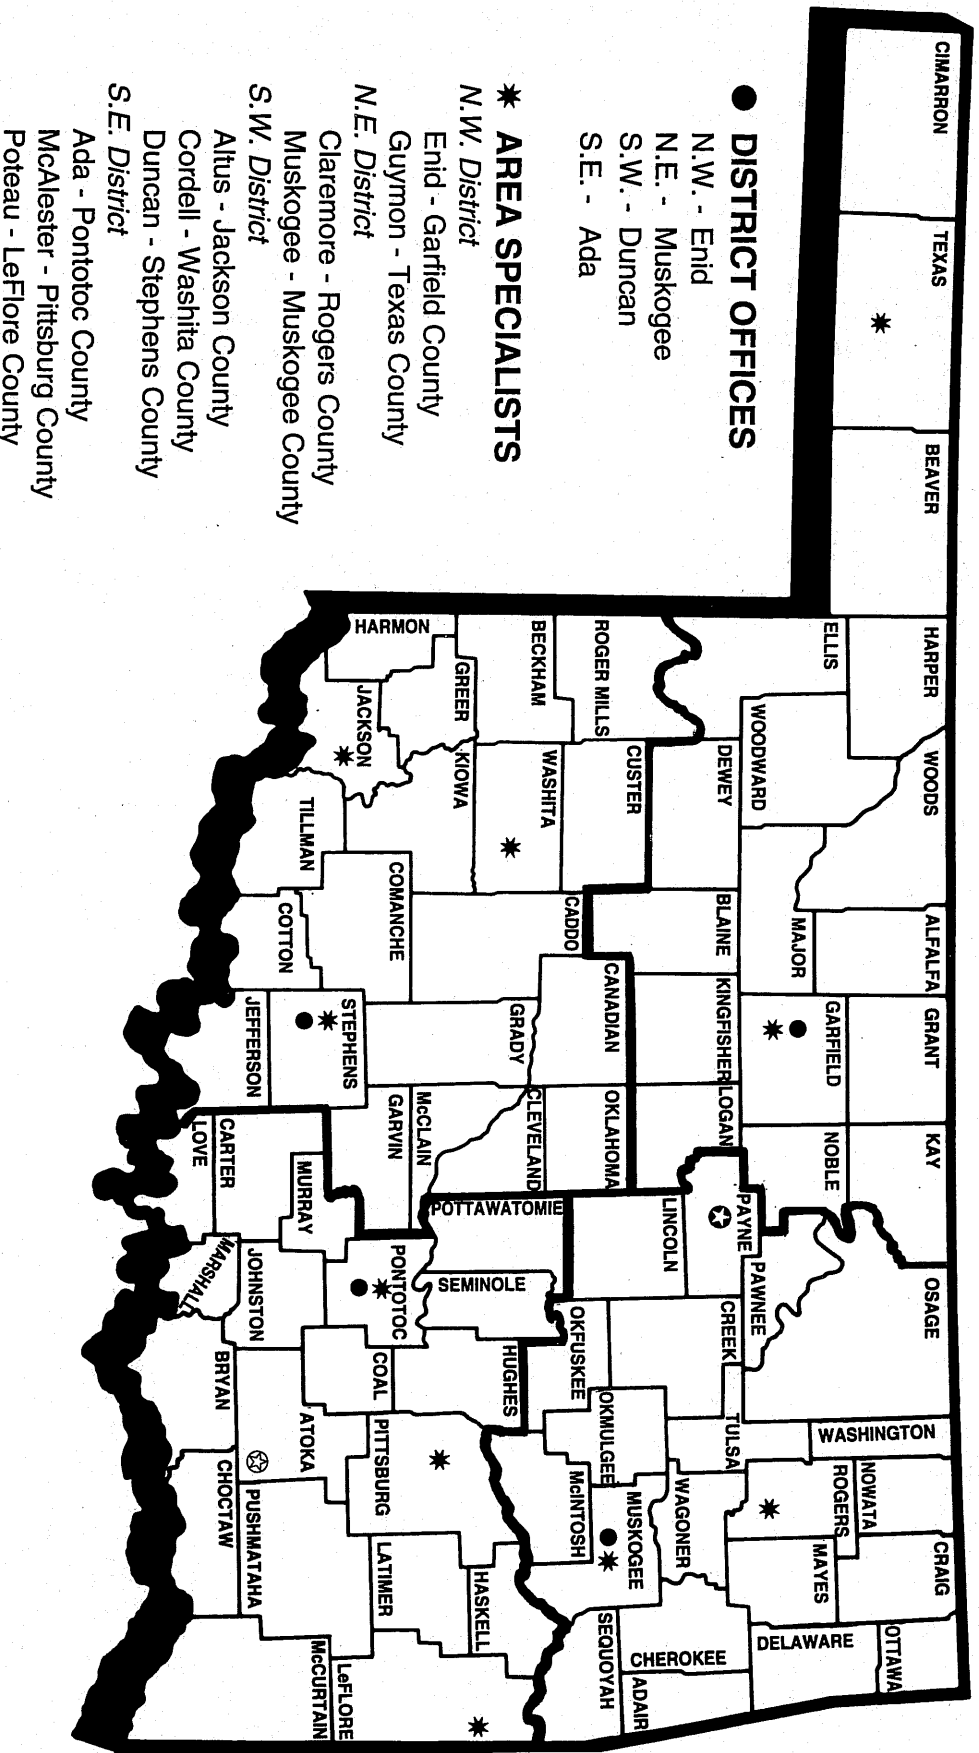 CIMARRON
TEXAS
BEAVER
HARPER
WOODS
ALFALFA
GRANT
KAY
OSAGE
WASHINGTON
NOWATA
CRAIG
OTTAWA
ELLIS
WOODWARD
MAJOR
GARFIELD
NOBLE
PAWNEE
TULSA
ROGERS
MAYES
DELAWARE
DEWEY
BLAINE
KINGFISHER
LOGAN
PAYNE
CREEK
WAGONER
CHEROKEE
ADAIR
ROGER MILLS
CUSTER
CANADIAN
OKLAHOMA
LINCOLN
OKFUSKEE
OKMULGEE
MUSKOGEE
McINTOSH
SEQUOYAH
BECKHAM
WASHITA
CADDO
GRADY
CLEVELAND
POTTAWATOMIE
SEMINOLE
HUGHES
HASKELL
HARMON
GREER
KIOWA
JACKSON
TILLMAN
COMANCHE
COTTON
STEPHENS
JEFFERSON
McCLAIN
GARVIN
PONTOTOC
COAL
PITTSBURG
LATIMER
LeFLORE
MURRAY
CARTER
LOVE
JOHNSTON
MARSHALL
ATOKA
BRYAN
CHOCTAW
PUSHMATAHA
McCURTAIN
● DISTRICT OFFICES
N.W. - Enid
N.E. - Muskogee
S.W. - Duncan
S.E. - Ada
✷ AREA SPECIALISTS
N.W. District
Enid - Garfield County
Guymon - Texas County
N.E. District
Claremore - Rogers County
Muskogee - Muskogee County
S.W. District
Altus - Jackson County
Cordell - Washita County
Duncan - Stephens County
S.E. District
Ada - Pontotoc County
McAlester - Pittsburg County
Poteau - LeFlore County